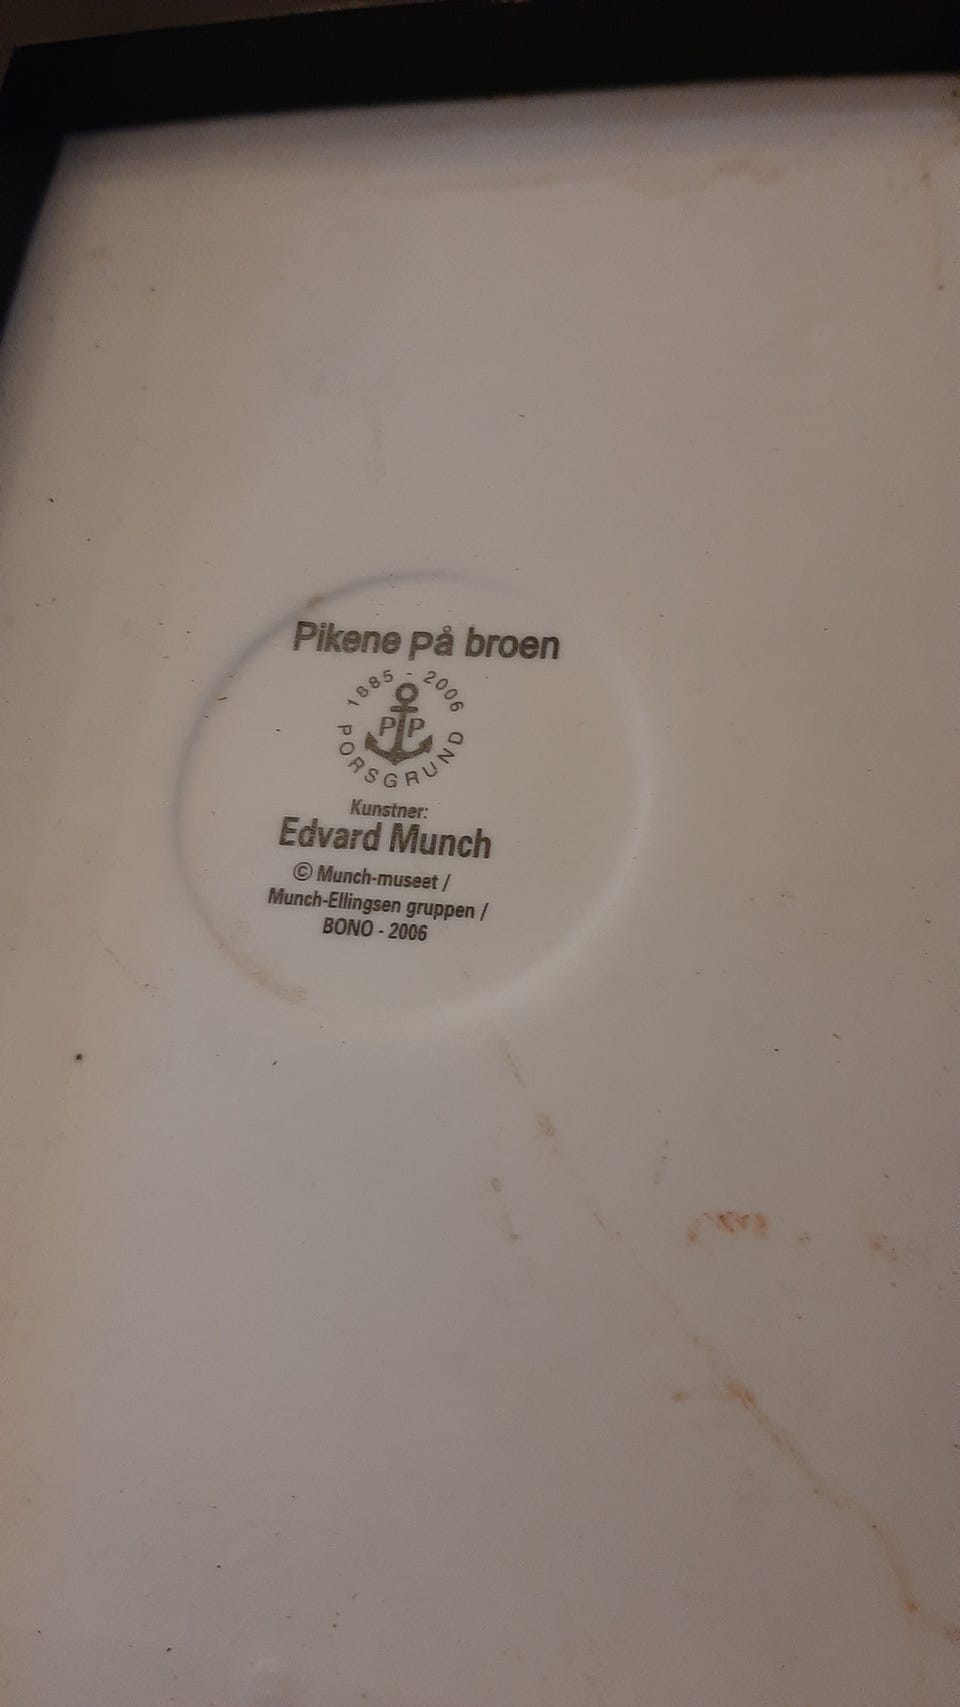 Pikene på broen
1885 - 2006
PP
PORSGRUND
Kunstner:
Edvard Munch
© Munch-museet /
Munch-Ellingsen gruppen /
BONO - 2006